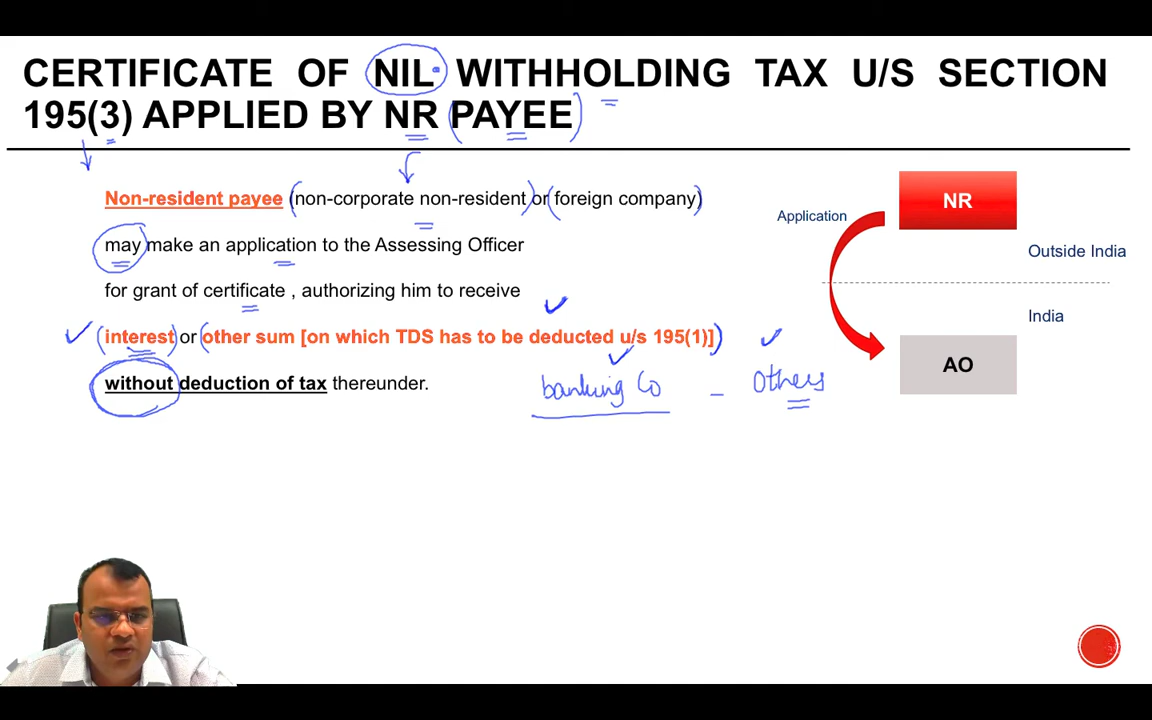 CERTIFICATE OF NIL WITHHOLDING TAX U/S SECTION
195(3) APPLIED BY NR (PAYEE)
Non-resident payee (non-corporate non-resident) or (foreign company)
may make an application to the Assessing Officer
for grant of certificate , authorizing him to receive
(interest) or (other sum [on which TDS has to be deducted u/s 195(1)])
without deduction of tax thereunder.
banking Co - Others
Application
NR
Outside India
India
AO